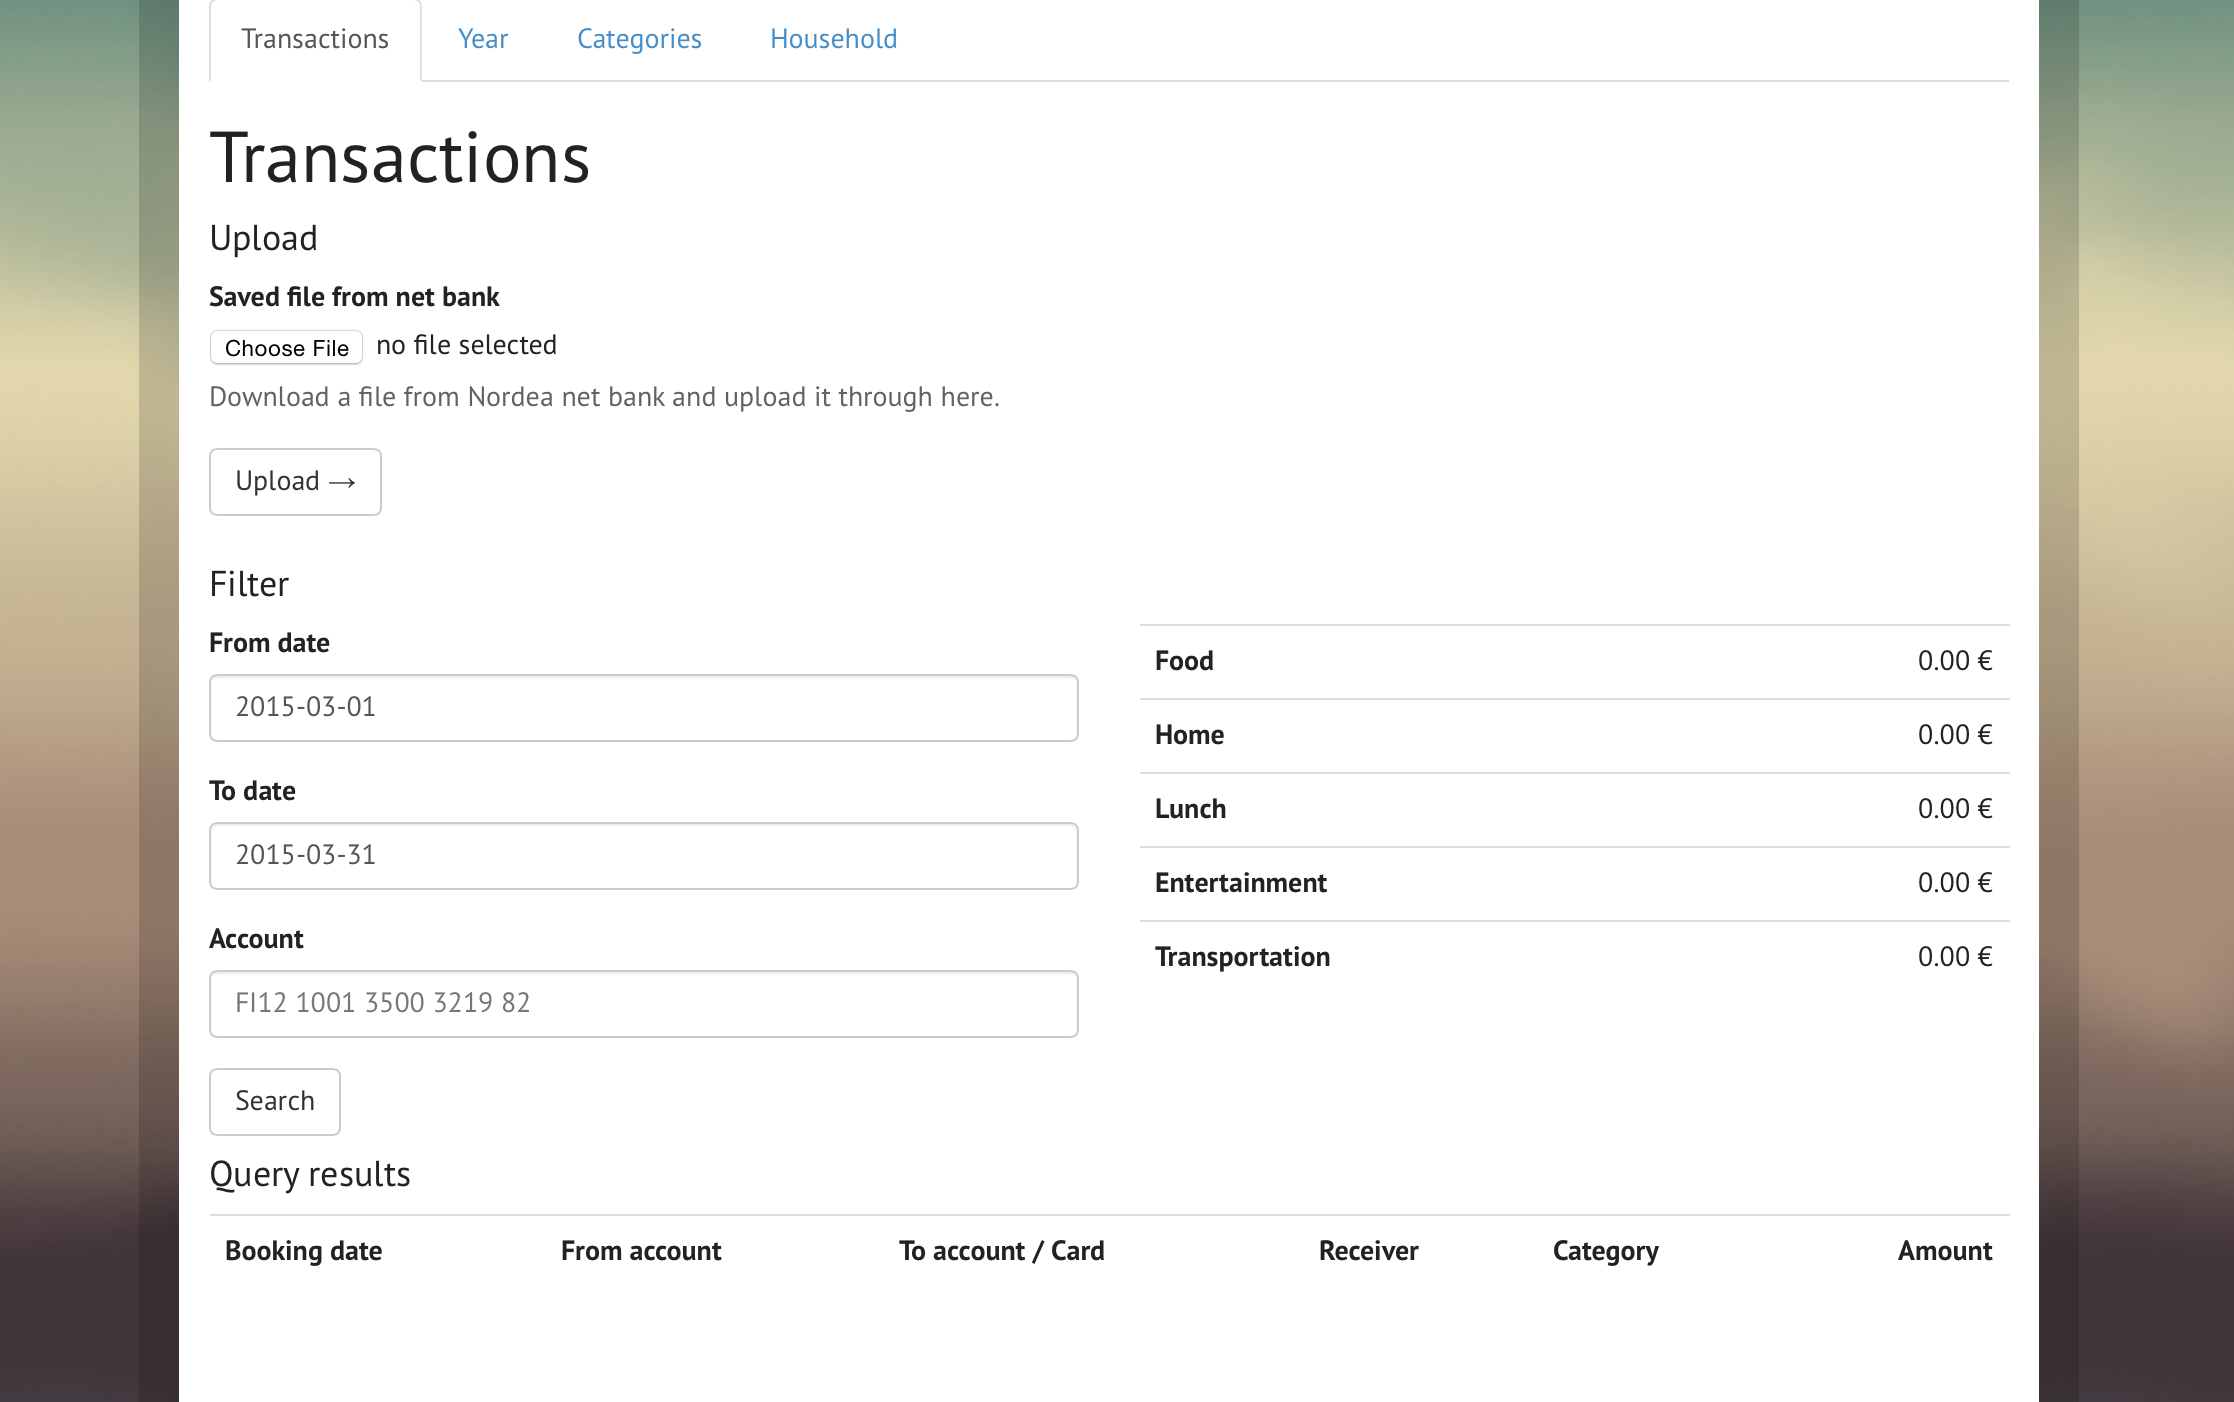 Transactions Year Categories Household
Transactions
Upload
Saved file from net bank
Choose File no file selected
Download a file from Nordea net bank and upload it through here.
Upload →
Filter
From date
2015-03-01
To date
2015-03-31
Account
FI12 1001 3500 3219 82
Search
Food 0.00 €
Home 0.00 €
Lunch 0.00 €
Entertainment 0.00 €
Transportation 0.00 €
Query results
Booking date From account To account / Card Receiver Category Amount